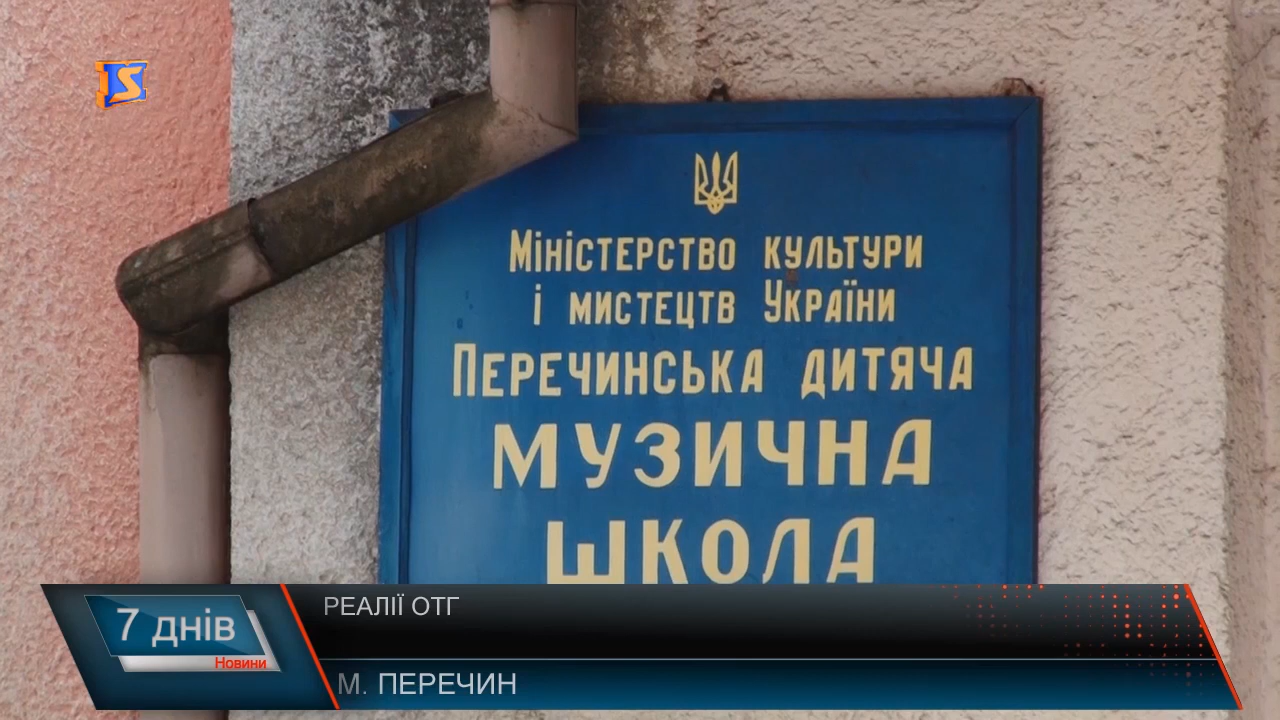 Міністерство культури
і мистецтв України
Перечинська дитяча
МУЗИЧНА
ШКОЛА
7 днів
Новини
РЕАЛІЇ ОТГ
М. ПЕРЕЧИН